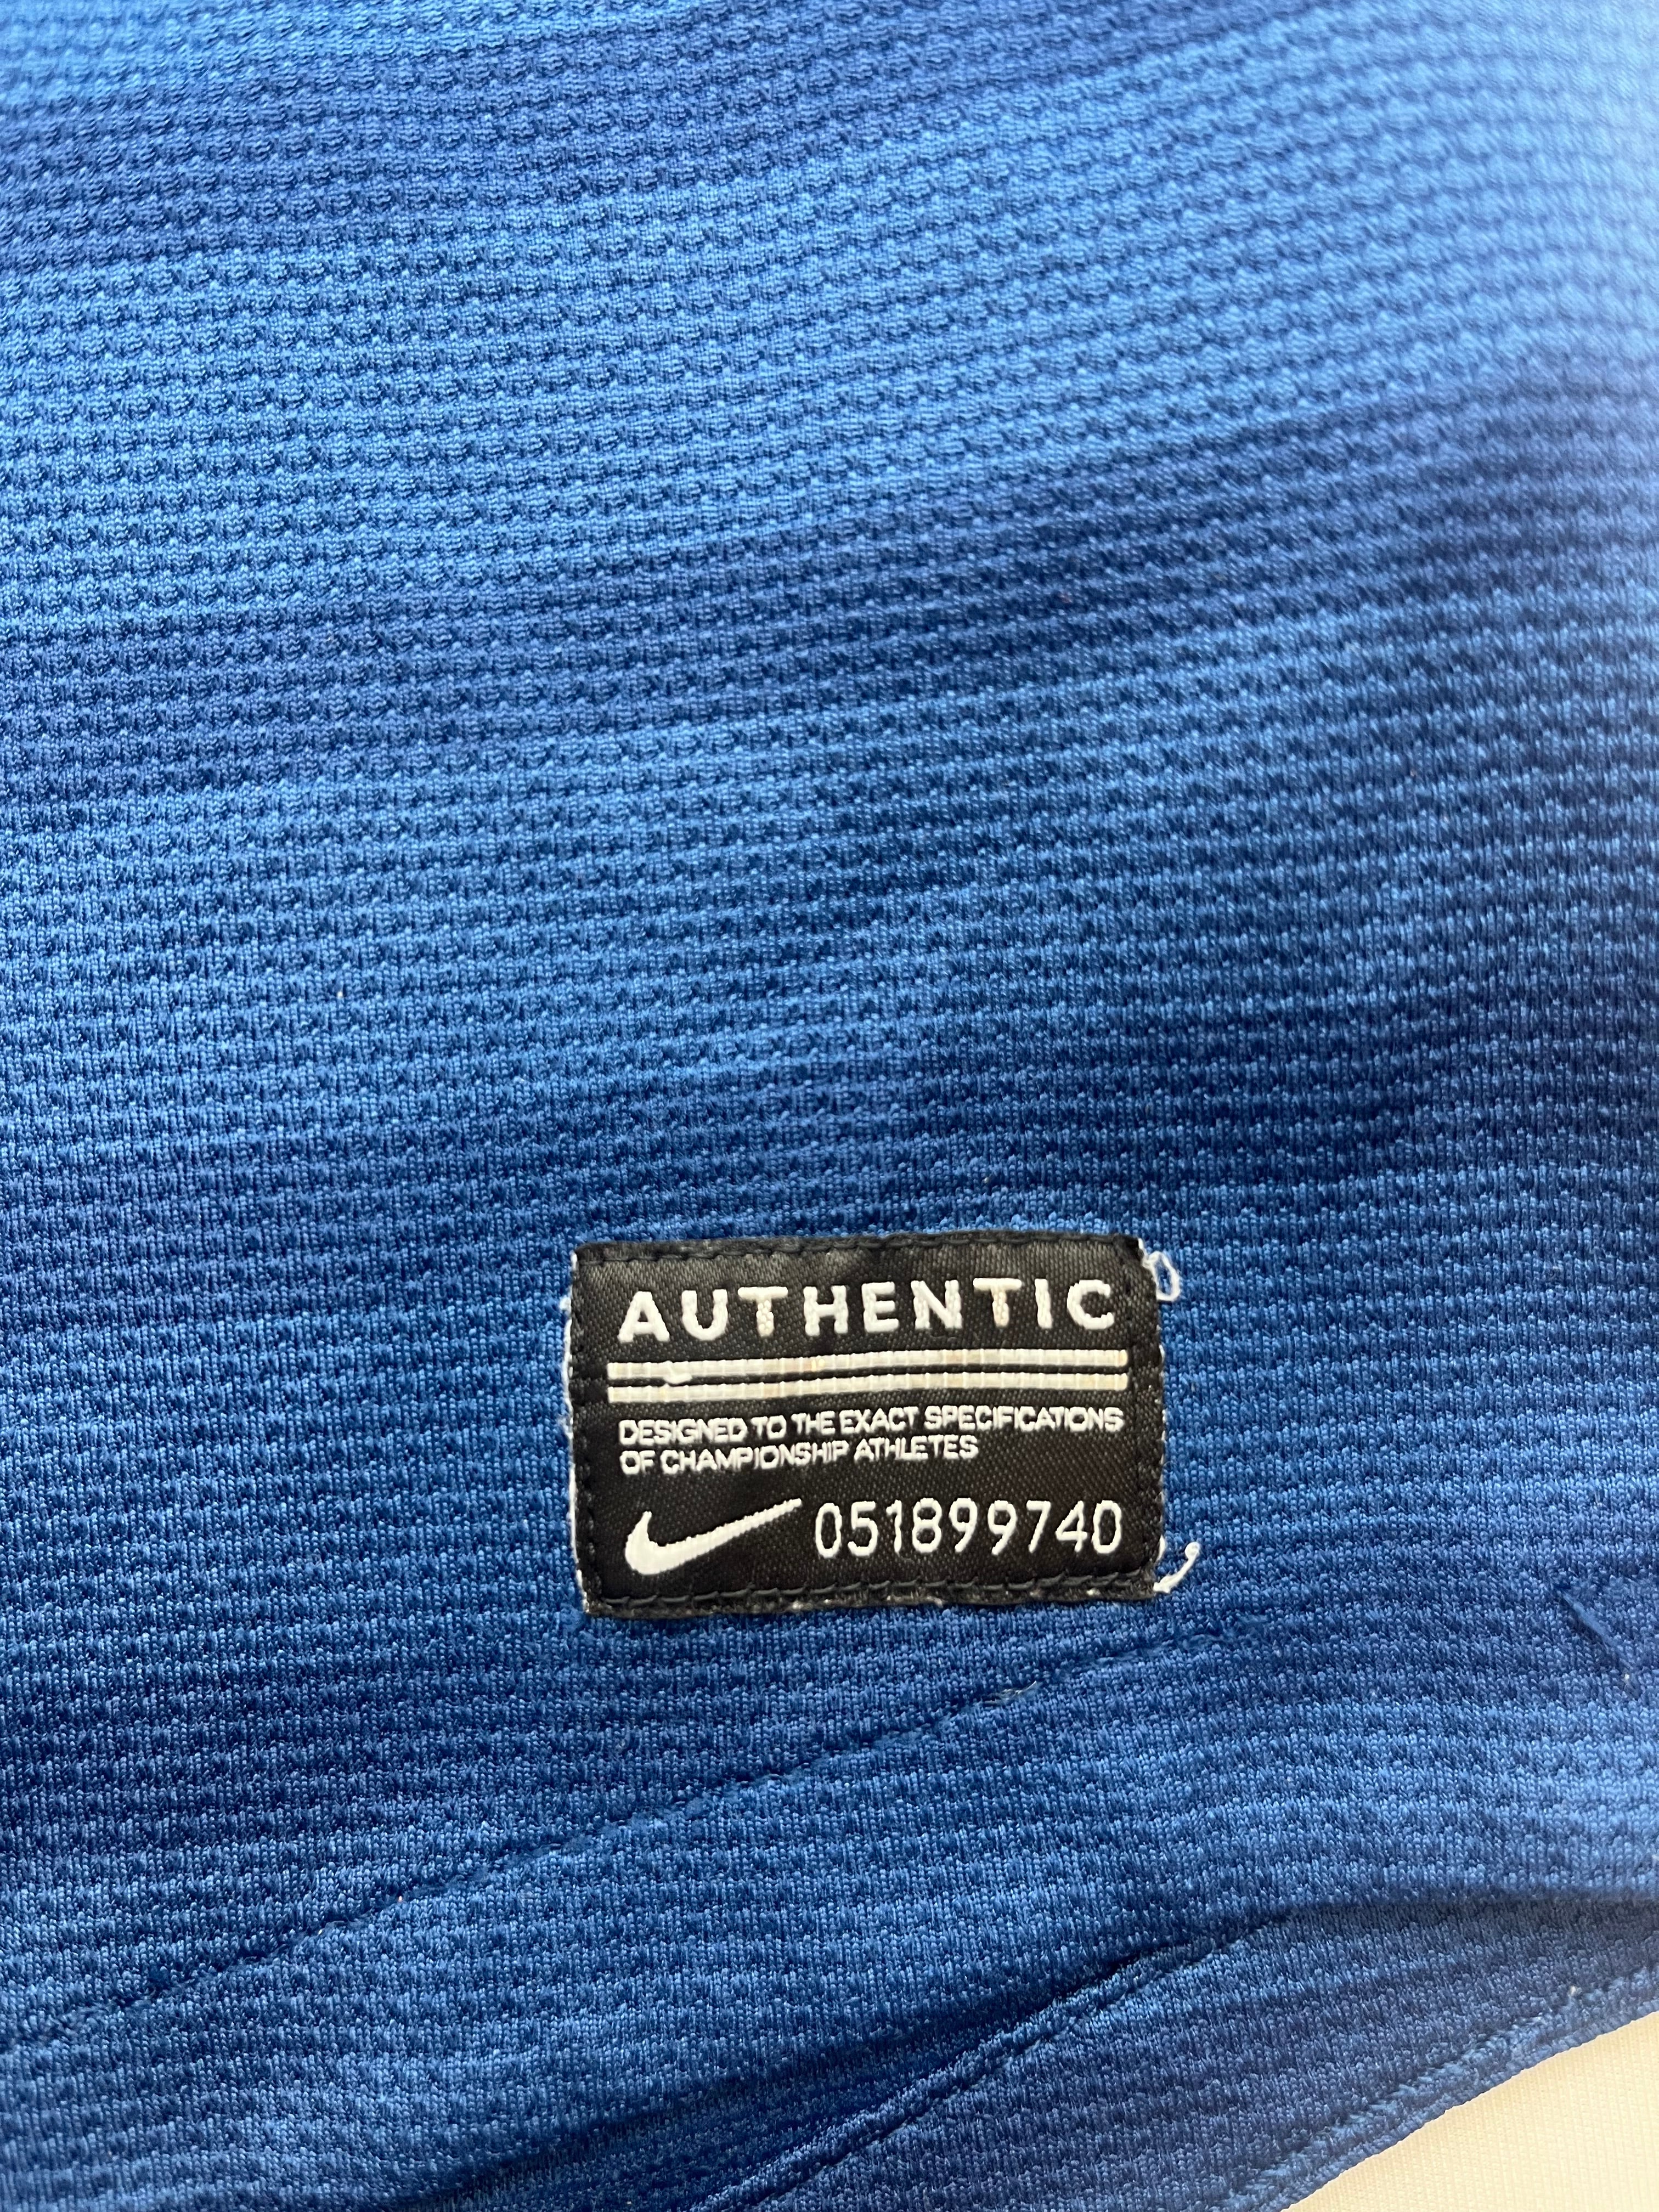 AUTHENTIC
DESIGNED TO THE EXACT SPECIFICATIONS
OF CHAMPIONSHIP ATHLETES
051899740